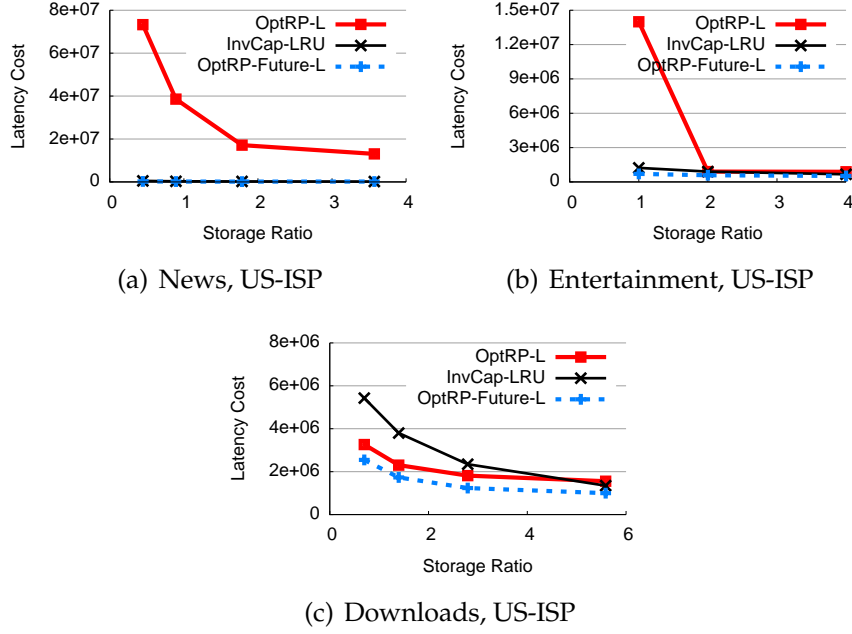 8e+07
6e+07
4e+07
2e+07
0
0 1 2 3 4
Latency Cost
Storage Ratio
OptRP-L
InvCap-LRU
OptRP-Future-L
(a) News, US-ISP
1.5e+07
1.2e+07
9e+06
6e+06
3e+06
0
0 1 2 3 4
Latency Cost
Storage Ratio
OptRP-L
InvCap-LRU
OptRP-Future-L
(b) Entertainment, US-ISP
8e+06
6e+06
4e+06
2e+06
0
0 2 4 6
Latency Cost
Storage Ratio
OptRP-L
InvCap-LRU
OptRP-Future-L
(c) Downloads, US-ISP